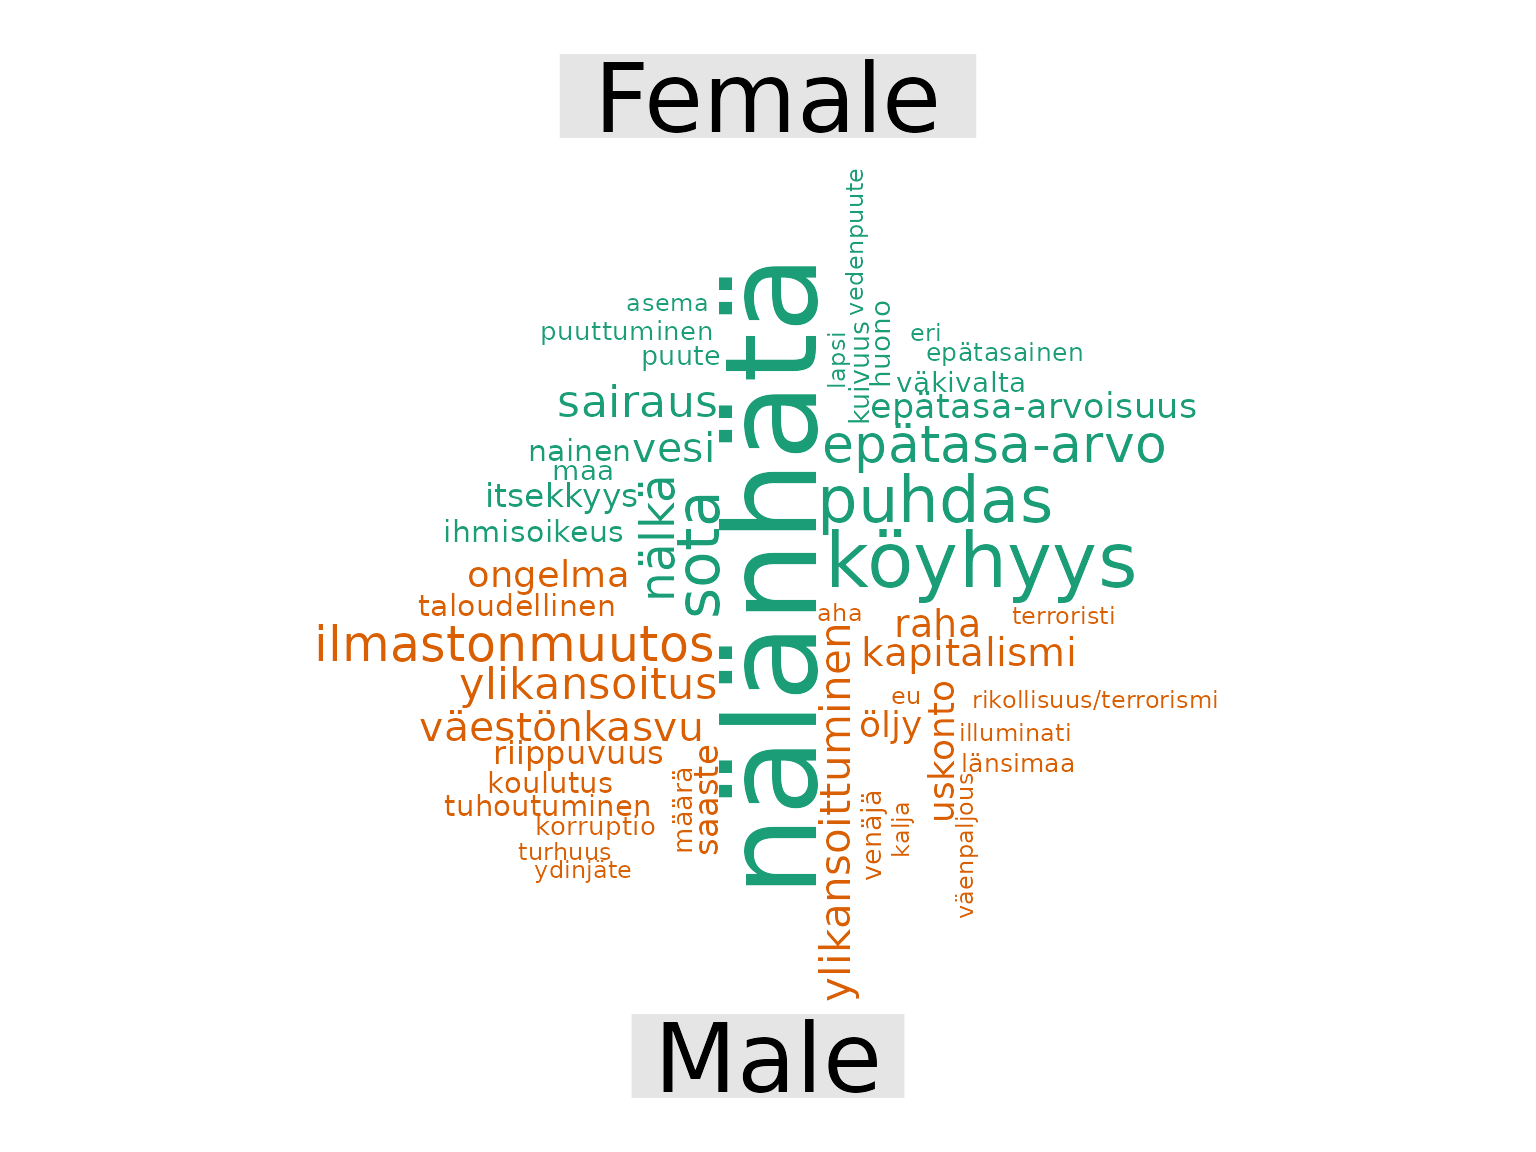 Female
vedenpuute
asema
puuttuminen
puute
lapsi
kuivuus
huono
eri
epätasainen
väkivalta
sairaus
epätasa-arvoisuus
nainen
vesi
epätasa-arvo
maa
itsekkyys
nälkä
sota
nälänhätä
puhdas
ihmisoikeus
köyhyys
ongelma
taloudellinen
aha
raha
terroristi
ilmastonmuutos
kapitalismi
ylikansoitus
ylikansoittuminen
eu
uskonto
rikollisuus/terrorismi
väestönkasvu
öljy
illuminati
riippuvuus
länsimaa
koulutus
määrä
saaste
tuhoutuminen
venäjä
kalja
väenpaljous
korruptio
turhuus
ydinjäte
Male